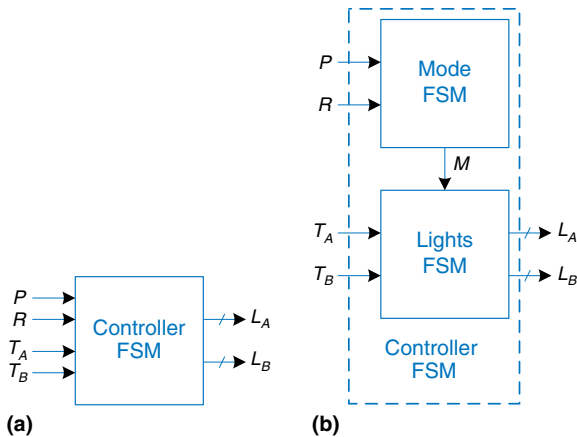 P
R
T_A
T_B
Controller
FSM
L_A
L_B
(a)
P
R
Mode
FSM
M
T_A
T_B
Lights
FSM
L_A
L_B
Controller
FSM
(b)